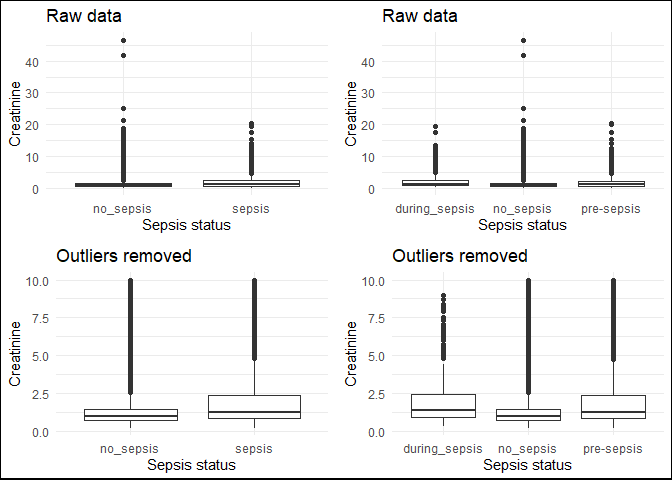 Raw data
Creatinine
40
30
20
10
0
no_sepsis sepsis
Sepsis status
Raw data
Creatinine
40
30
20
10
0
during_sepsis no_sepsis pre-sepsis
Sepsis status
Outliers removed
Creatinine
10.0
7.5
5.0
2.5
0.0
no_sepsis sepsis
Sepsis status
Outliers removed
Creatinine
10.0
7.5
5.0
2.5
0.0
during_sepsis no_sepsis pre-sepsis
Sepsis status